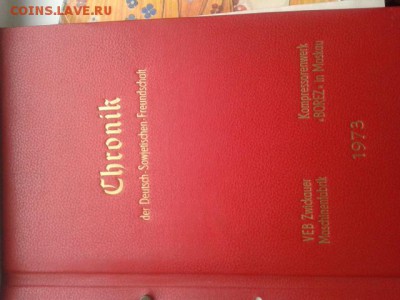 COINS.LAVE.RU
Chronik
der Deutsch-Sowjetischen-Freundschaft
VEB Zwickauer
Maschinenfabrik
Kompressorenwerk
«BOREZ» in Moskau
1973